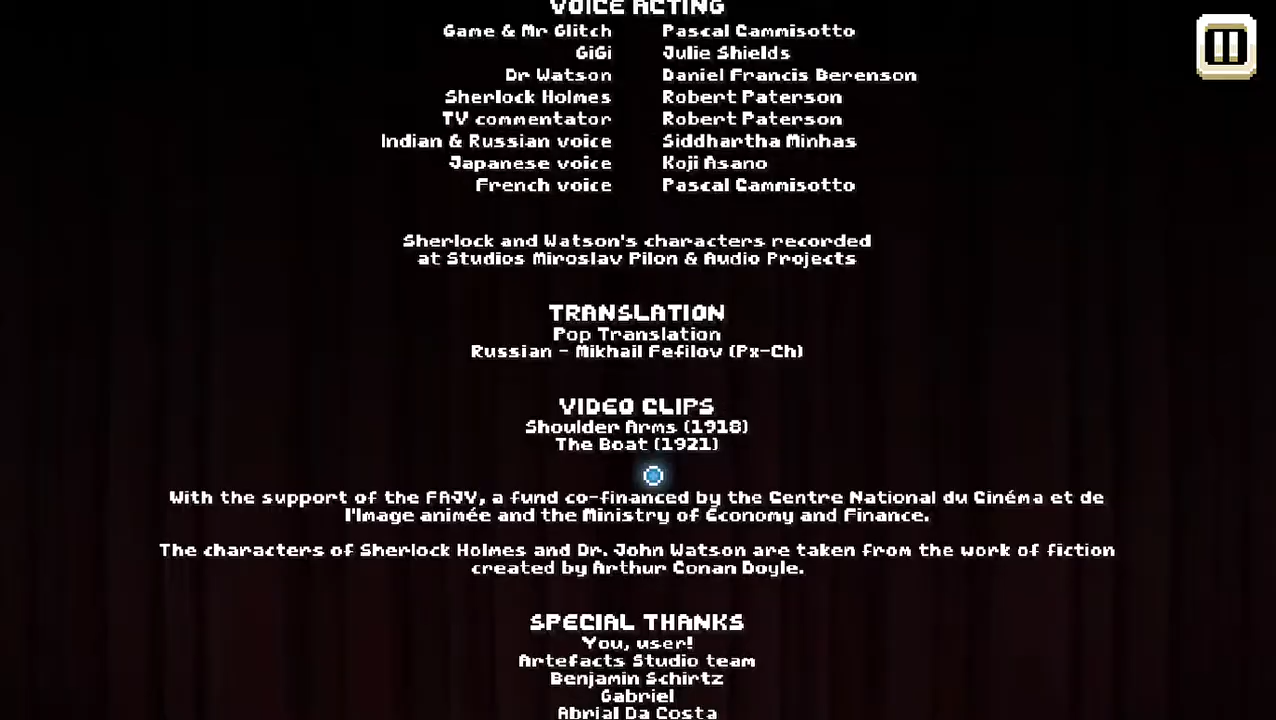 VOICE ACTING
Game & Mr Glitch Pascal Cammisotto
GiGi Julie Shields
Dr Watson Daniel Francis Berenson
Sherlock Holmes Robert Paterson
TV commentator Robert Paterson
Indian & Russian voice Siddhartha Minhas
Japanese voice Koji Asano
French voice Pascal Cammisotto
Sherlock and Watson's characters recorded
at Studios Miroslav Pilon & Audio Projects
TRANSLATION
Pop Translation
Russian - Mikhail Fefilov (Px-Ch)
VIDEO CLIPS
Shoulder Arms (1918)
The Boat (1921)
With the support of the FAJV, a fund co-financed by the Centre National du Cinéma et de
l'Image animée and the Ministry of Economy and Finance.
The characters of Sherlock Holmes and Dr. John Watson are taken from the work of fiction
created by Arthur Conan Doyle.
SPECIAL THANKS
You, user!
Artefacts Studio team
Benjamin Schirtz
Gabriel
Abrial Da Costa